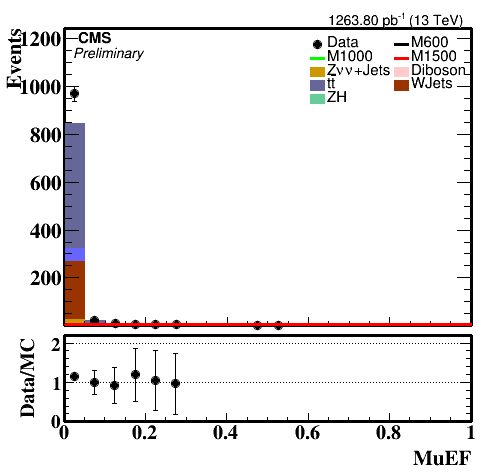 1263.80 pb⁻¹ (13 TeV)
Events
1200
1000
800
600
400
200
CMS
Preliminary
Data
M600
M1000
M1500
Zνν+Jets
Diboson
tt
WJets
ZH
Data/MC
2
1
0
0 0.2 0.4 0.6 0.8 1
MuEF